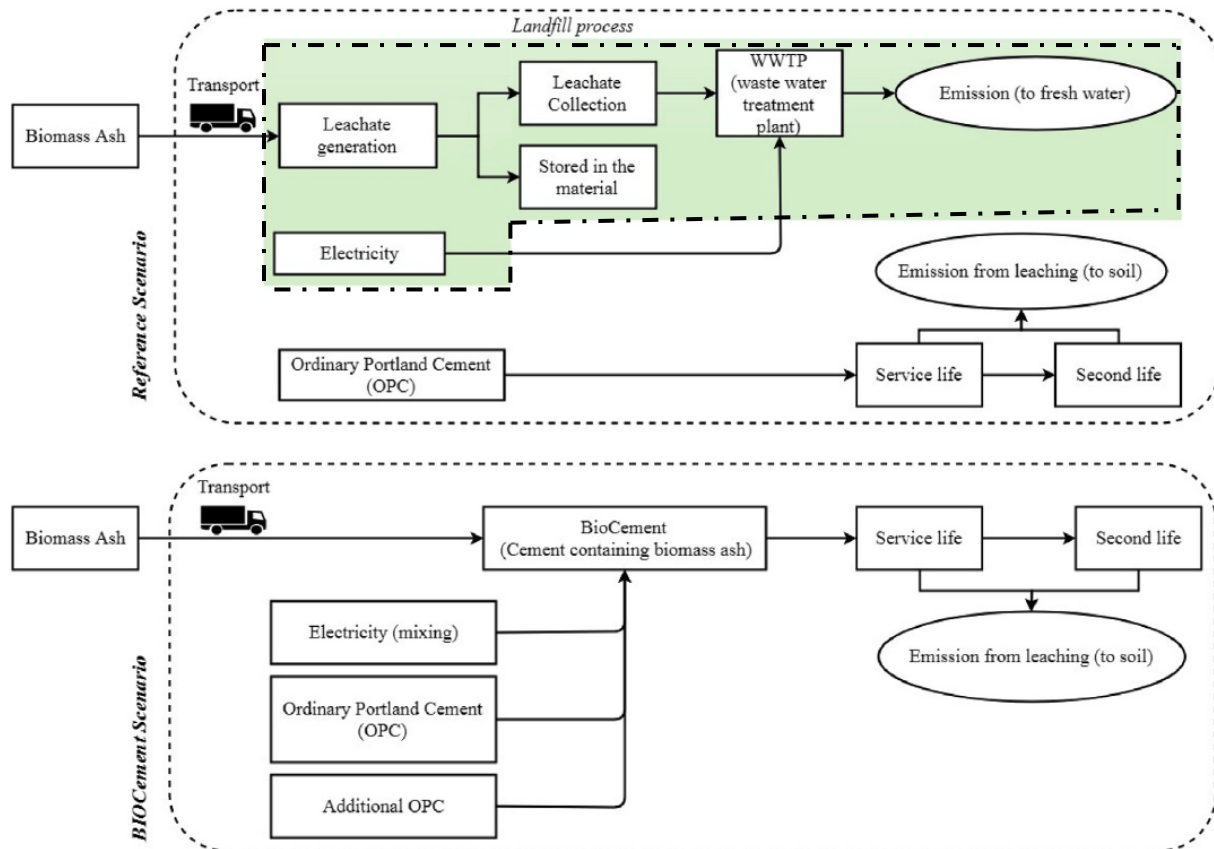 Landfill process
Transport
Biomass Ash
Leachate
generation
Leachate
Collection
Stored in the
material
WWTP
(waste water
treatment
plant)
Emission (to fresh water)
Electricity
Reference Scenario
Emission from leaching (to soil)
Ordinary Portland Cement
(OPC)
Service life
Second life
Transport
Biomass Ash
BioCement
(Cement containing biomass ash)
Service life
Second life
Electricity (mixing)
Emission from leaching (to soil)
Ordinary Portland Cement
(OPC)
Additional OPC
BIOCement Scenario